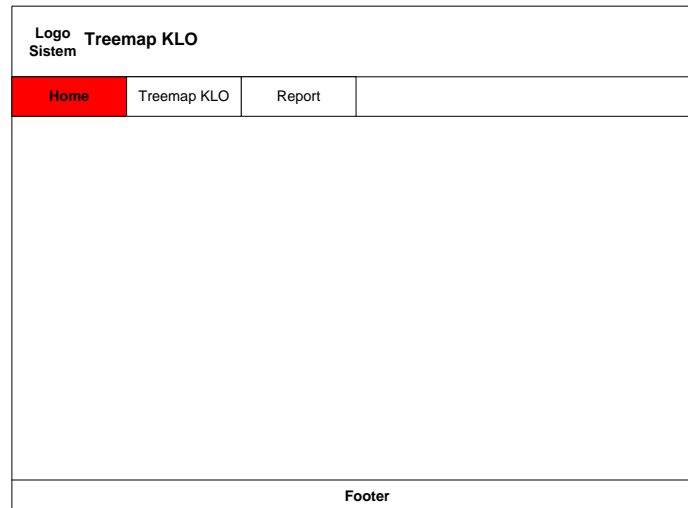 Logo
Sistem
Treemap KLO
Home
Treemap KLO
Report
Footer